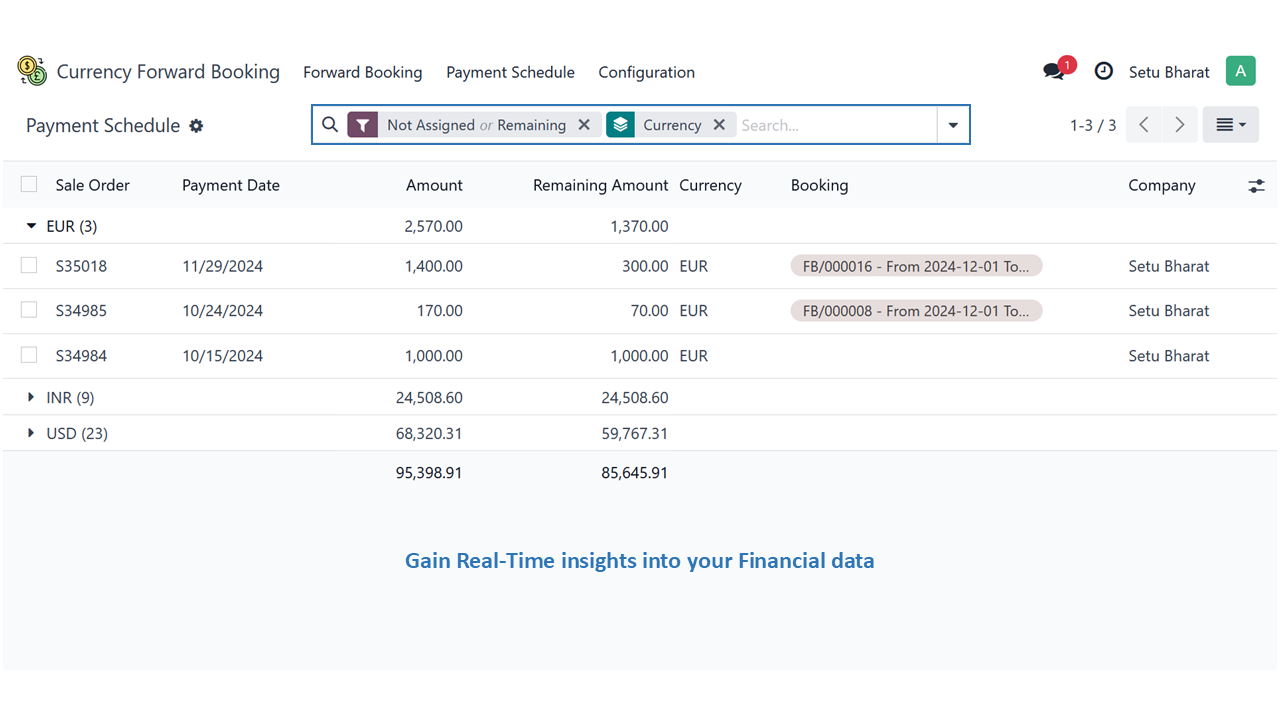 Currency Forward Booking Forward Booking Payment Schedule Configuration 1 Setu Bharat A
Payment Schedule Not Assigned or Remaining Currency Search... 1-3 / 3
Sale Order Payment Date Amount Remaining Amount Currency Booking Company
EUR (3) 2,570.00 1,370.00
S35018 11/29/2024 1,400.00 300.00 EUR FB/000016 - From 2024-12-01 To... Setu Bharat
S34985 10/24/2024 170.00 70.00 EUR FB/000008 - From 2024-12-01 To... Setu Bharat
S34984 10/15/2024 1,000.00 1,000.00 EUR Setu Bharat
INR (9) 24,508.60 24,508.60
USD (23) 68,320.31 59,767.31
95,398.91 85,645.91
Gain Real-Time insights into your Financial data